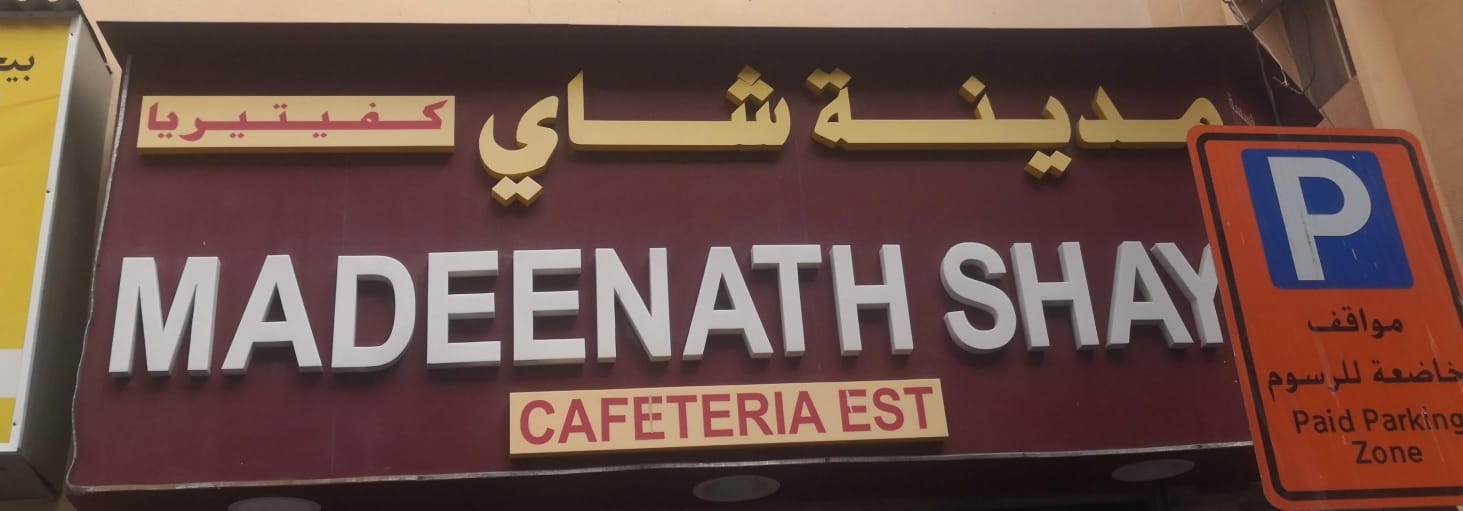 مدينة شاي
كفيتيريا
MADEENATH SHAY
CAFETERIA EST
P
مواقف
خاضعة للرسوم
Paid Parking
Zone